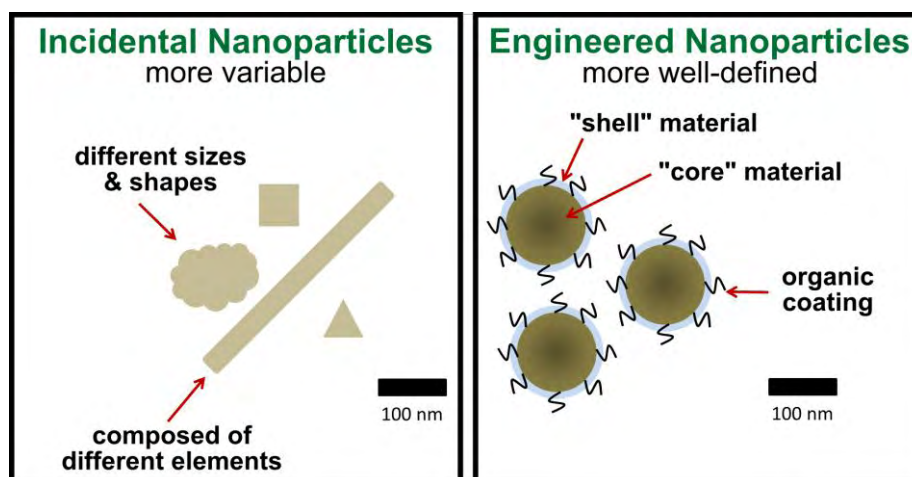 Incidental Nanoparticles
more variable
different sizes
& shapes
composed of
different elements
100 nm
Engineered Nanoparticles
more well-defined
"shell" material
"core" material
organic
coating
100 nm